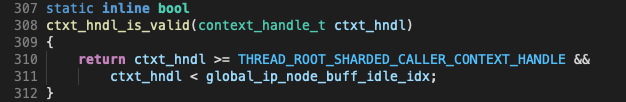 307 static inline bool
308 ctxt_hndl_is_valid(context_handle_t ctxt_hndl)
309 {
310     return ctxt_hndl >= THREAD_ROOT_SHARDED_CALLER_CONTEXT_HANDLE &&
311         ctxt_hndl < global_ip_node_buff_idle_idx;
312 }